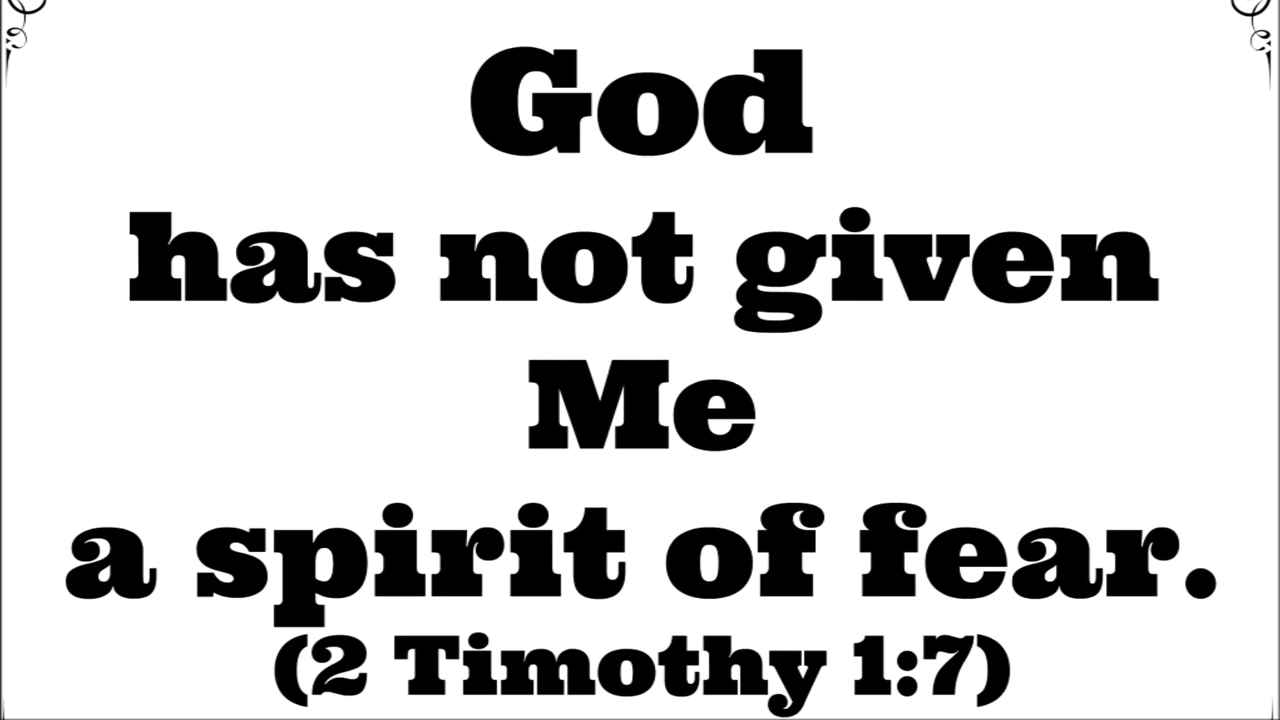 God
has not given
Me
a spirit of fear.
(2 Timothy 1:7)